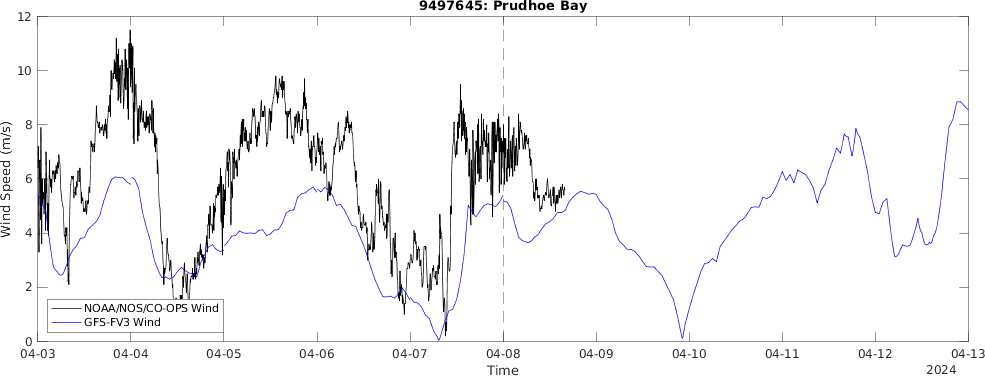 9497645: Prudhoe Bay
Wind Speed (m/s)
12
10
8
6
4
2
0
NOAA/NOS/CO-OPS Wind
GFS-FV3 Wind
04-03 04-04 04-05 04-06 04-07 04-08 04-09 04-10 04-11 04-12 04-13
Time
2024